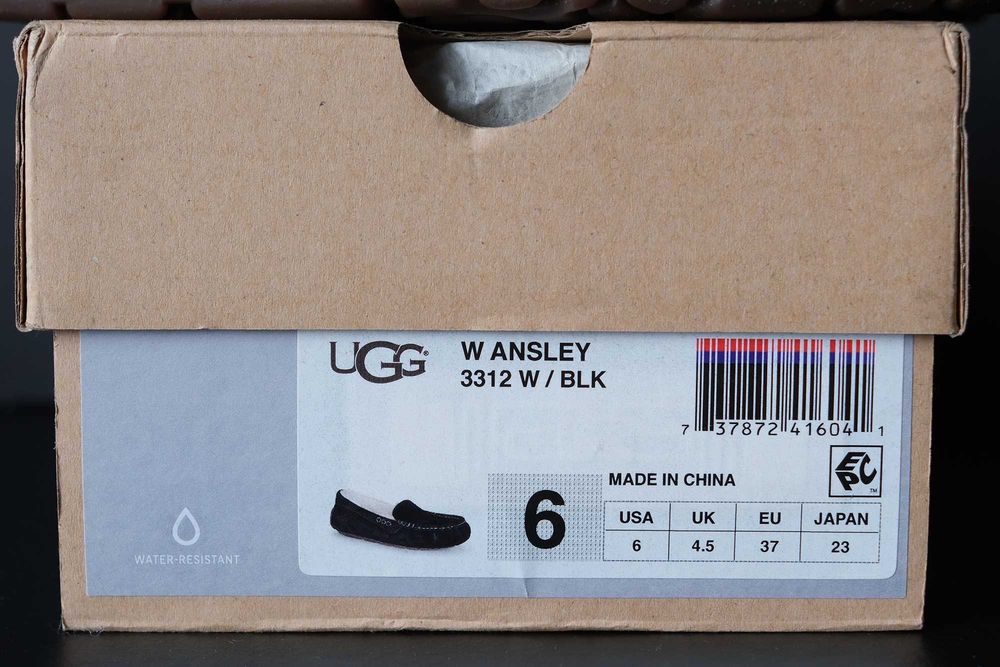 UGG®
W ANSLEY
3312 W / BLK
7 37872 41604 1
EPC™
MADE IN CHINA
6
USA UK EU JAPAN
6 4.5 37 23
WATER-RESISTANT